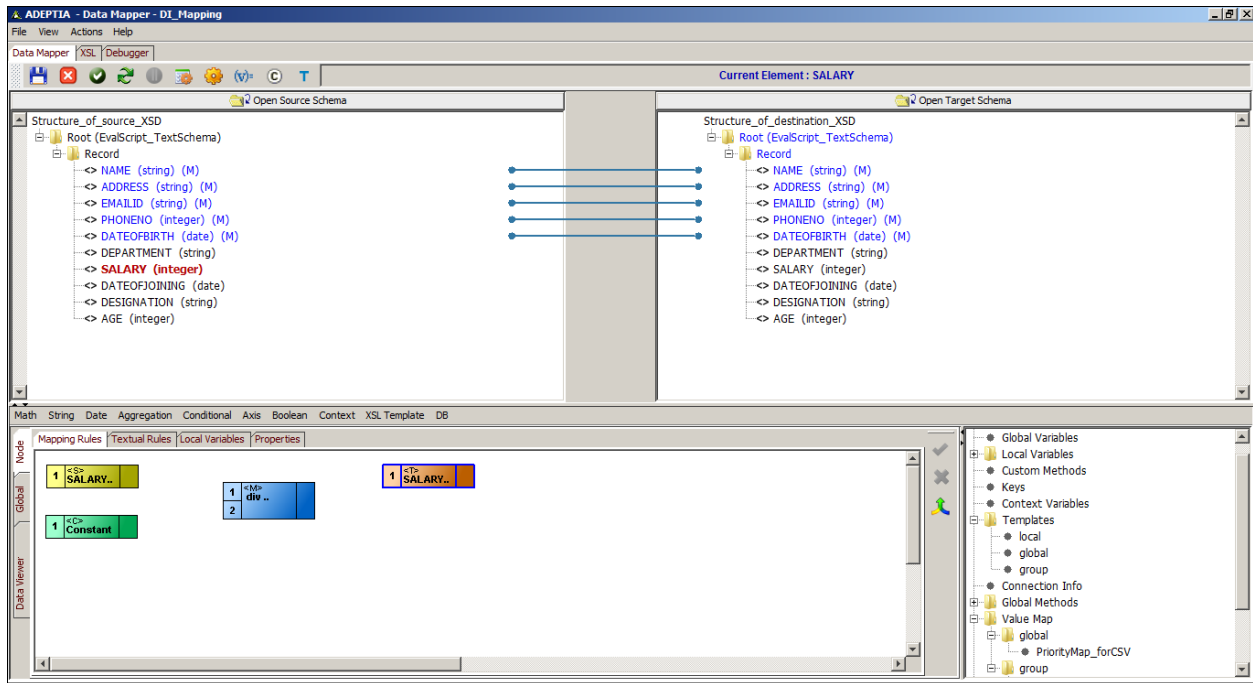 ADEPTIA - Data Mapper - DI_Mapping
File View Actions Help
Data Mapper XSL Debugger
(v)= C T Current Element : SALARY
Open Source Schema
Structure_of_source_XSD
Root (EvalScript_TextSchema)
Record
<> NAME (string) (M)
<> ADDRESS (string) (M)
<> EMAILID (string) (M)
<> PHONENO (integer) (M)
<> DATEOFBIRTH (date) (M)
<> DEPARTMENT (string)
<> SALARY (integer)
<> DATEOFJOINING (date)
<> DESIGNATION (string)
<> AGE (integer)
Open Target Schema
Structure_of_destination_XSD
Root (EvalScript_TextSchema)
Record
<> NAME (string) (M)
<> ADDRESS (string) (M)
<> EMAILID (string) (M)
<> PHONENO (integer) (M)
<> DATEOFBIRTH (date) (M)
<> DEPARTMENT (string)
<> SALARY (integer)
<> DATEOFJOINING (date)
<> DESIGNATION (string)
<> AGE (integer)
Math String Date Aggregation Conditional Axis Boolean Context XSL Template DB
Node
Global
Data Viewer
Mapping Rules Textual Rules Local Variables Properties
<S>
1 SALARY..
<C>
1 Constant
<M>
1 div ..
2
<T>
1 SALARY..
Global Variables
Local Variables
Custom Methods
Keys
Context Variables
Templates
local
global
group
Connection Info
Global Methods
Value Map
global
PriorityMap_forCSV
group